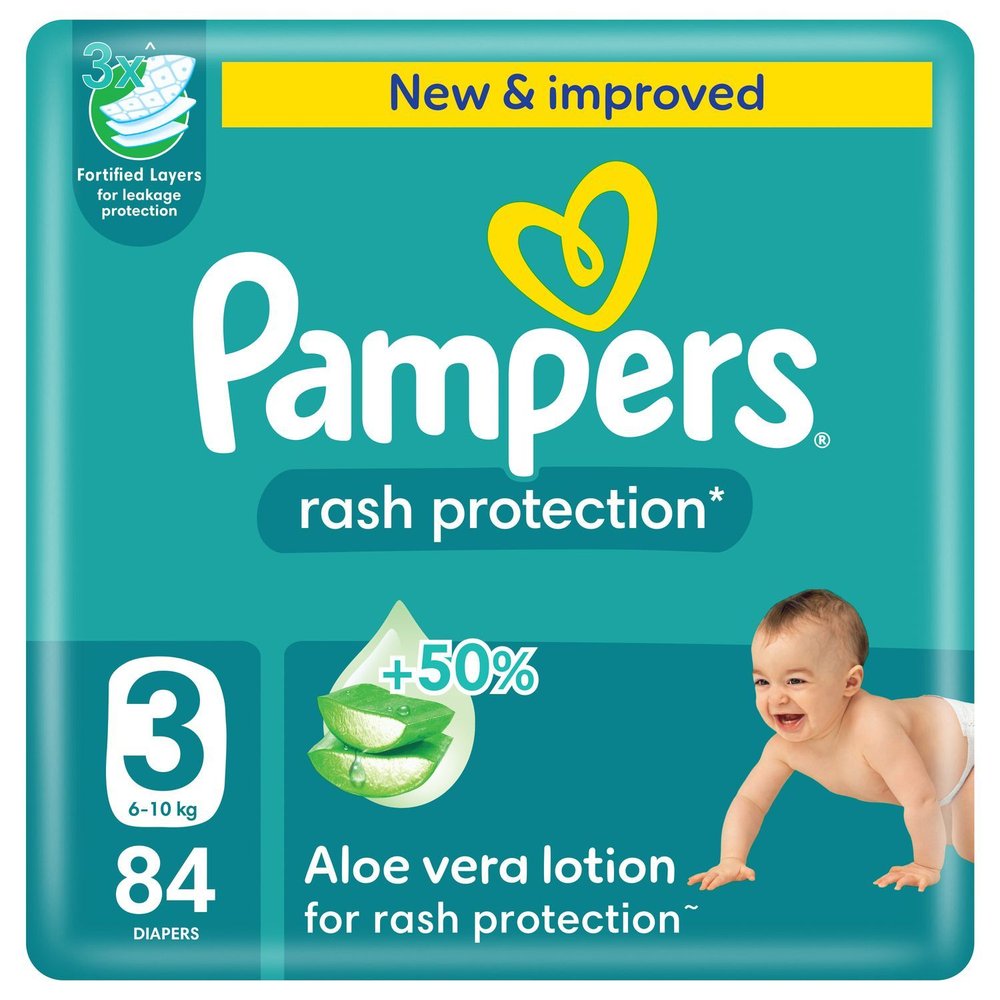 3x^
Fortified Layers
for leakage
protection
New & improved
Pampers®
rash protection*
+50%
3
6-10 kg
84
DIAPERS
Aloe vera lotion
for rash protection~